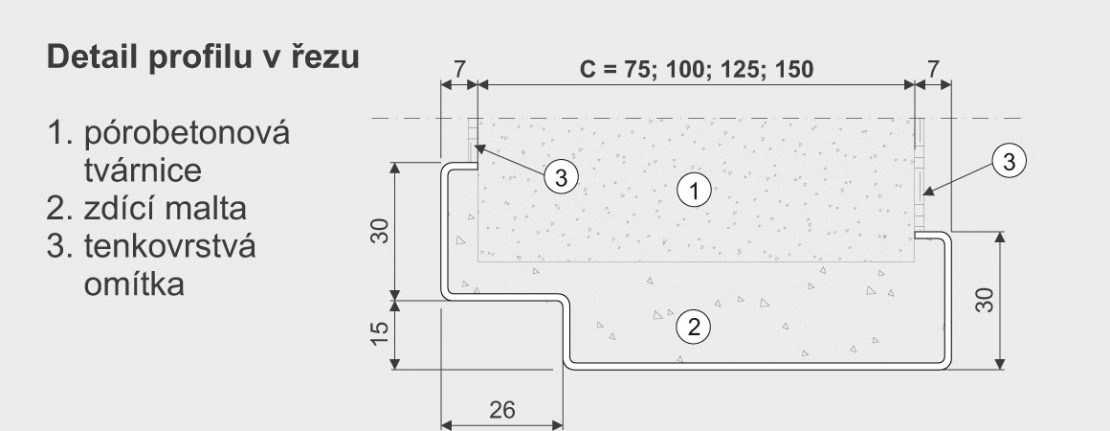 Detail profilu v řezu
1. pórobetonová
tvárnice
2. zdící malta
3. tenkovrstvá
omítka
7
C = 75; 100; 125; 150
7
3
1
3
30
2
30
15
26